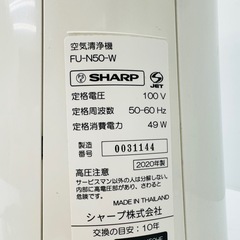 空気清浄機
FU-N50-W
SHARP JET
定格電圧 100 V
定格周波数 50-60 Hz
定格消費電力 49 W
製造番号 0031144
2020年製
高圧注意
サービスマン以外の人は分解しないで下さい。
内部に高電圧部があり、さわると
危険です。
MADE IN THAILAND
シャープ株式会社
交換の目安:10年